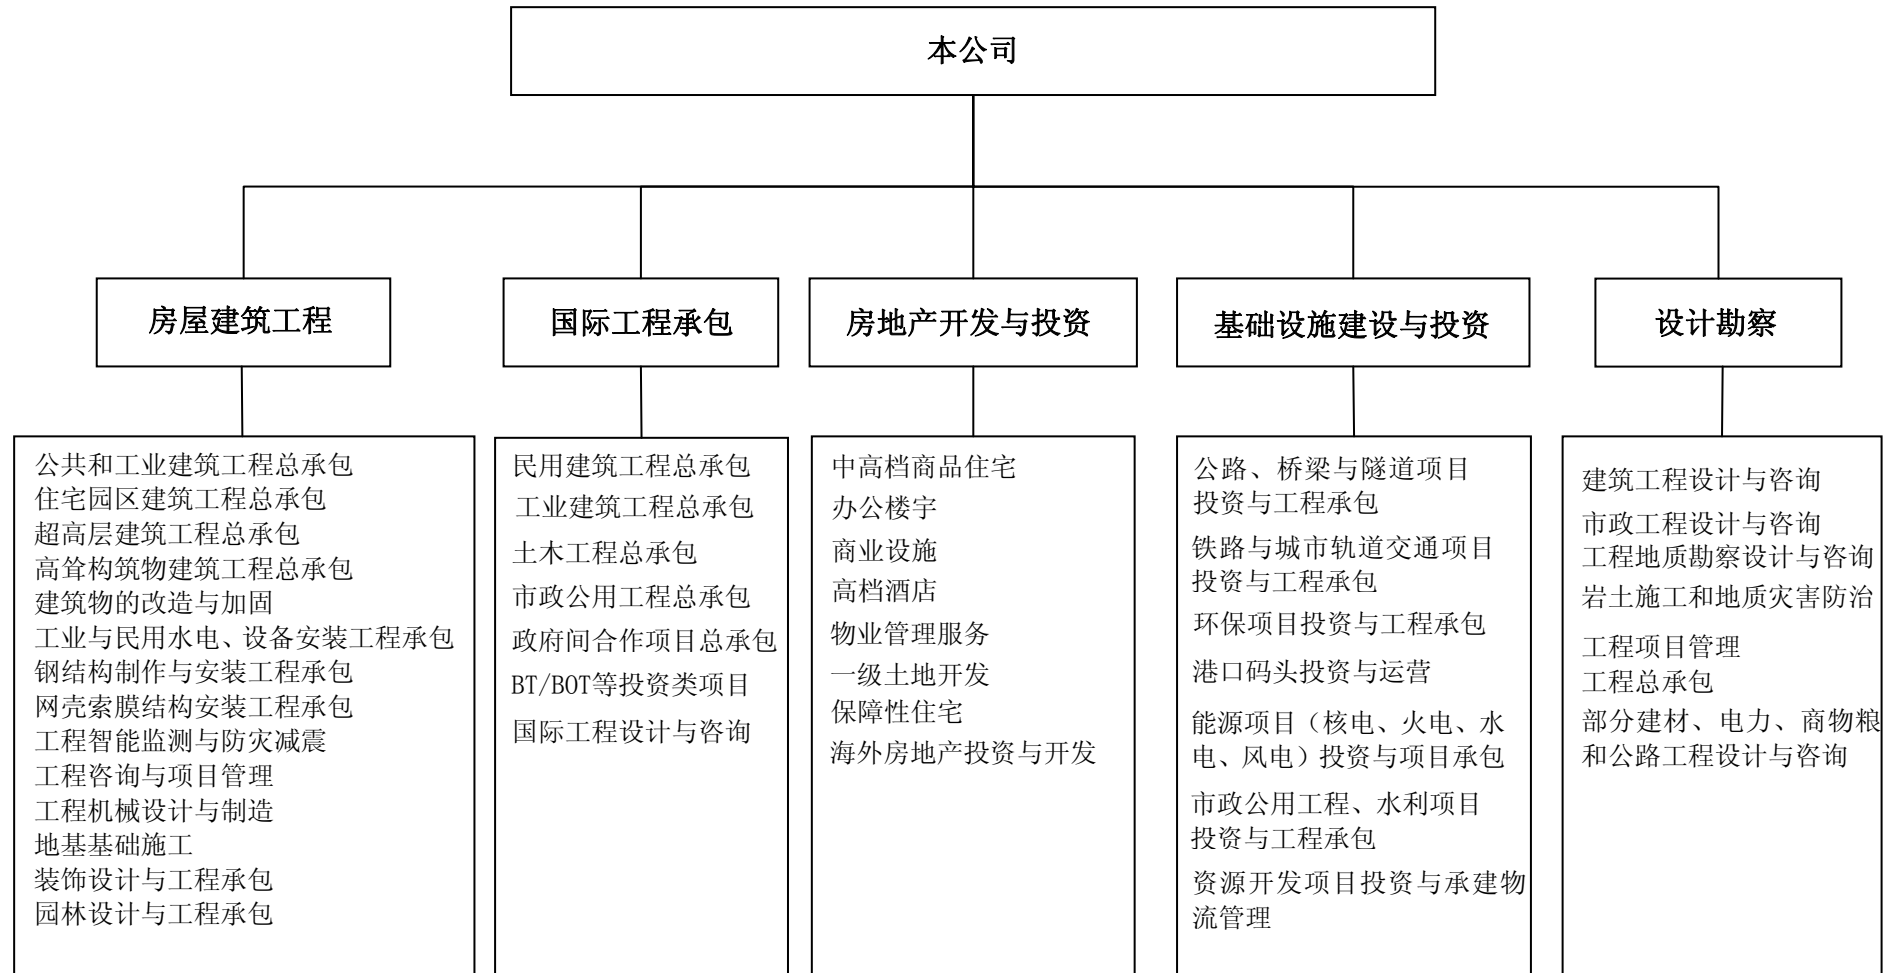 本公司
房屋建筑工程
国际工程承包
房地产开发与投资
基础设施建设与投资
设计勘察
公共和工业建筑工程总承包
住宅园区建筑工程总承包
超高层建筑工程总承包
高耸构筑物建筑工程总承包
建筑物的改造与加固
工业与民用水电、设备安装工程承包
钢结构制作与安装工程承包
网壳索膜结构安装工程承包
工程智能监测与防灾减震
工程咨询与项目管理
工程机械设计与制造
地基基础施工
装饰设计与工程承包
园林设计与工程承包
民用建筑工程总承包
工业建筑工程总承包
土木工程总承包
市政公用工程总承包
政府间合作项目总承包
BT/BOT等投资类项目
国际工程设计与咨询
中高档商品住宅
办公楼宇
商业设施
高档酒店
物业管理服务
一级土地开发
保障性住宅
海外房地产投资与开发
公路、桥梁与隧道项目
投资与工程承包
铁路与城市轨道交通项目
投资与工程承包
环保项目投资与工程承包
港口码头投资与运营
能源项目（核电、火电、水
电、风电）投资与项目承包
市政公用工程、水利项目
投资与工程承包
资源开发项目投资与承建物
流管理
建筑工程设计与咨询
市政工程设计与咨询
工程地质勘察设计与咨询
岩土施工和地质灾害防治
工程项目管理
工程总承包
部分建材、电力、商物粮
和公路工程设计与咨询